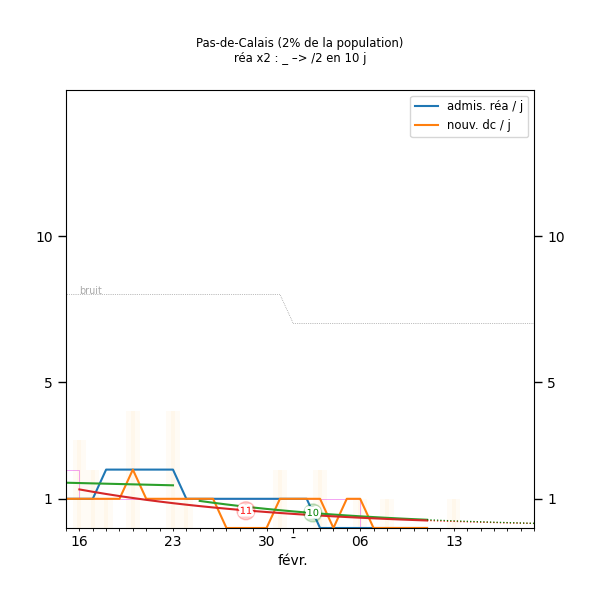 Pas-de-Calais (2% de la population)
réa x2 : _ –> /2 en 10 j
admis. réa / j
nouv. dc / j
10 10
bruit
5 5
1 1
11 10
16 23 30 - 06 13
févr.